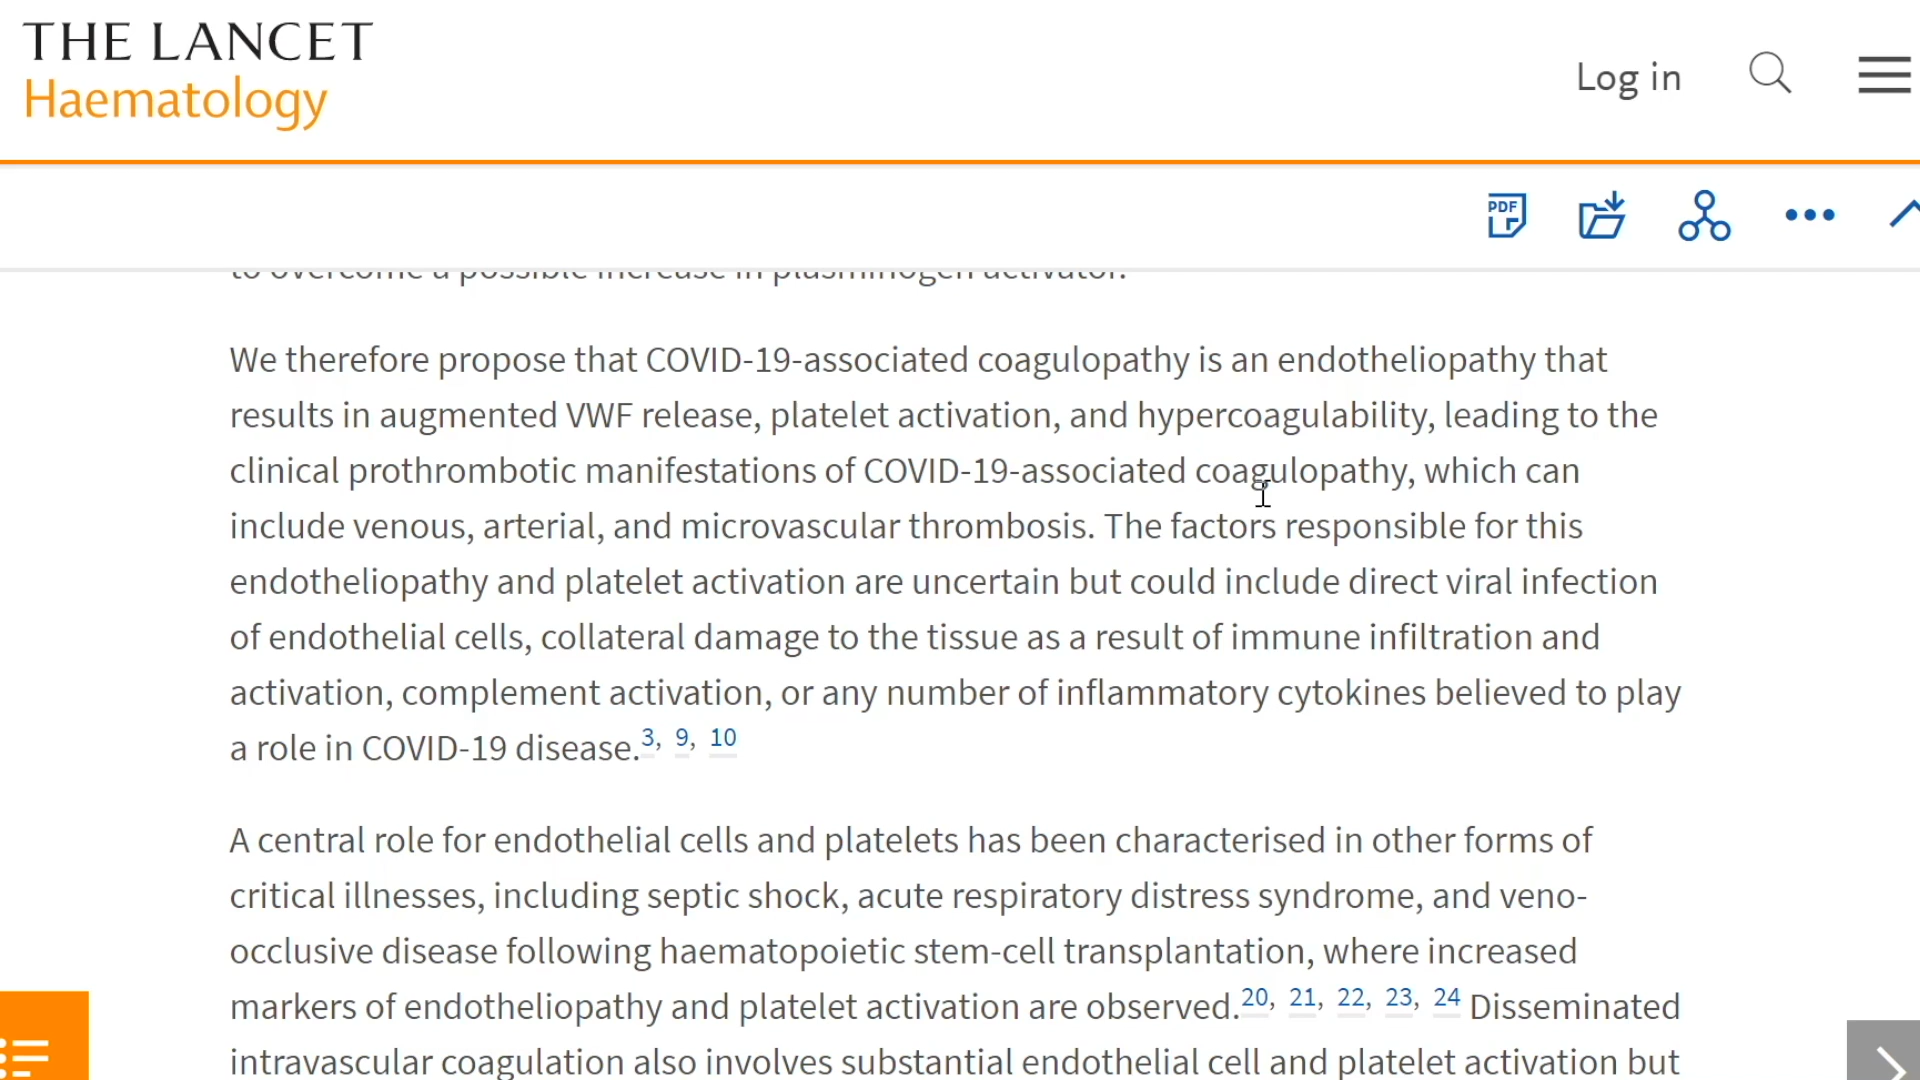 THE LANCET
Haematology
Log in
PDF
to overcome a possible increase in plasminogen activator.
We therefore propose that COVID-19-associated coagulopathy is an endotheliopathy that
results in augmented VWF release, platelet activation, and hypercoagulability, leading to the
clinical prothrombotic manifestations of COVID-19-associated coagulopathy, which can
include venous, arterial, and microvascular thrombosis. The factors responsible for this
endotheliopathy and platelet activation are uncertain but could include direct viral infection
of endothelial cells, collateral damage to the tissue as a result of immune infiltration and
activation, complement activation, or any number of inflammatory cytokines believed to play
a role in COVID-19 disease.3, 9, 10
A central role for endothelial cells and platelets has been characterised in other forms of
critical illnesses, including septic shock, acute respiratory distress syndrome, and veno-
occlusive disease following haematopoietic stem-cell transplantation, where increased
markers of endotheliopathy and platelet activation are observed.20, 21, 22, 23, 24 Disseminated
intravascular coagulation also involves substantial endothelial cell and platelet activation but